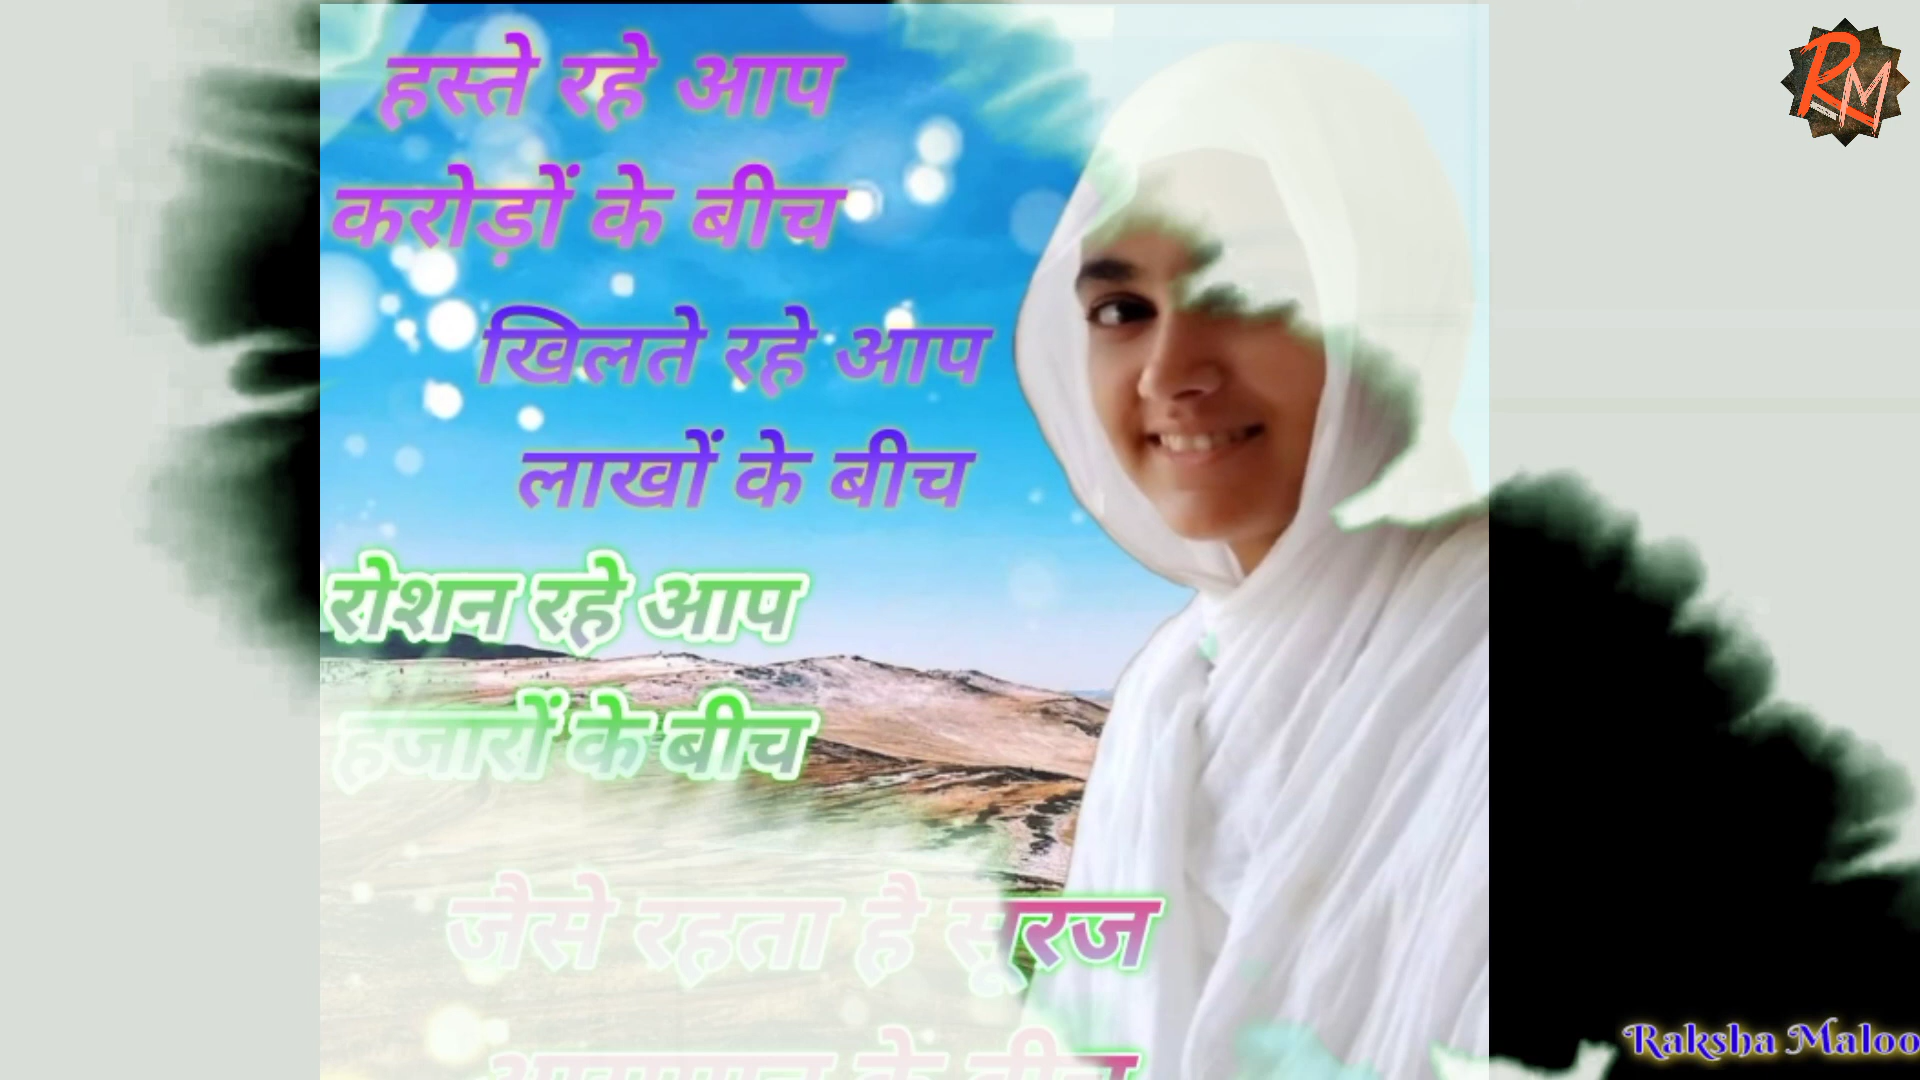 हस्ते रहे आप
करोड़ों के बीच
खिलते रहे आप
लाखों के बीच
रोशन रहे आप
हजारों के बीच
जैसे रहता है सूरज
के बीच
RM
Raksha Maloo